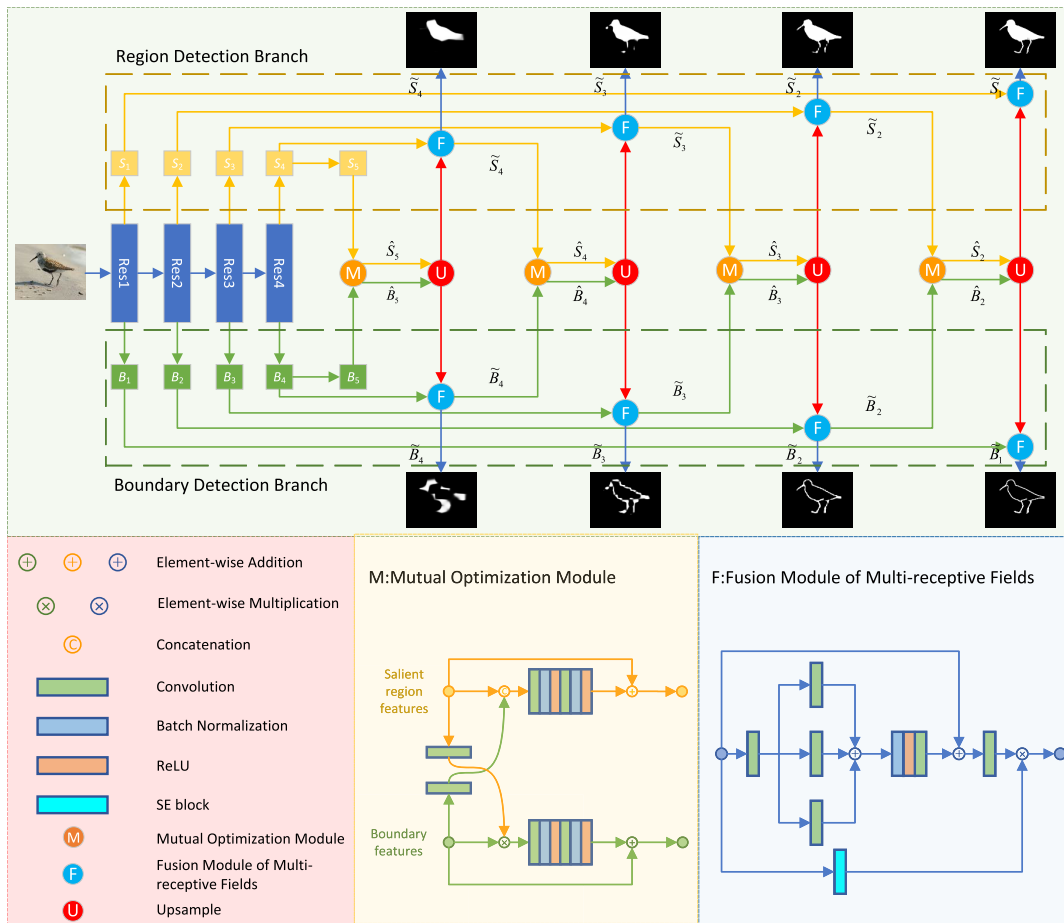 Region Detection Branch
S̃₄ S̃₃ S̃₂ S̃₁
F F F F
S̃₄ S̃₃ S̃₂
S₁ S₂ S₃ S₄ S₅
Res1 Res2 Res3 Res4
M Ŝ₅ U M Ŝ₄ U M Ŝ₃ U M Ŝ₂ U
B̂₅ B̂₄ B̂₃ B̂₂
B₁ B₂ B₃ B₄ B₅
B̃₄ B̃₃ B̃₂
F F F F
B̃₄ B̃₃ B̃₂ B̃₁
Boundary Detection Branch
Element-wise Addition
Element-wise Multiplication
C Concatenation
Convolution
Batch Normalization
ReLU
SE block
M Mutual Optimization Module
F Fusion Module of Multi-
receptive Fields
U Upsample
M:Mutual Optimization Module
Salient
region
features
C
Boundary
features
F:Fusion Module of Multi-receptive Fields